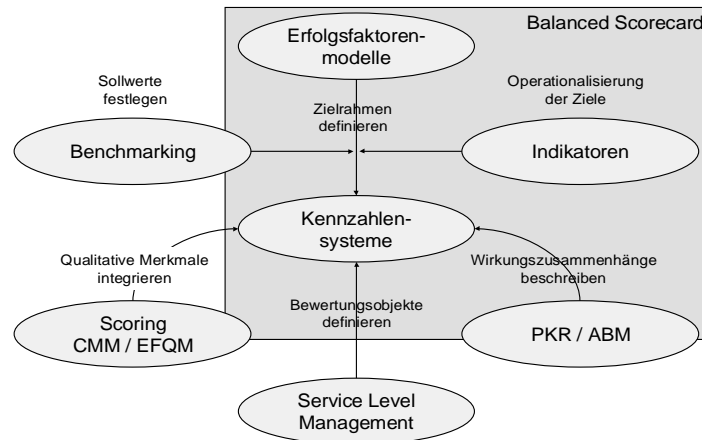 Balanced Scorecard
Erfolgsfaktoren-
modelle
Sollwerte
festlegen
Operationalisierung
der Ziele
Zielrahmen
definieren
Benchmarking
Indikatoren
Kennzahlen-
systeme
Qualitative Merkmale
integrieren
Wirkungszusammenhänge
beschreiben
Bewertungsobjekte
definieren
Scoring
CMM / EFQM
PKR / ABM
Service Level
Management